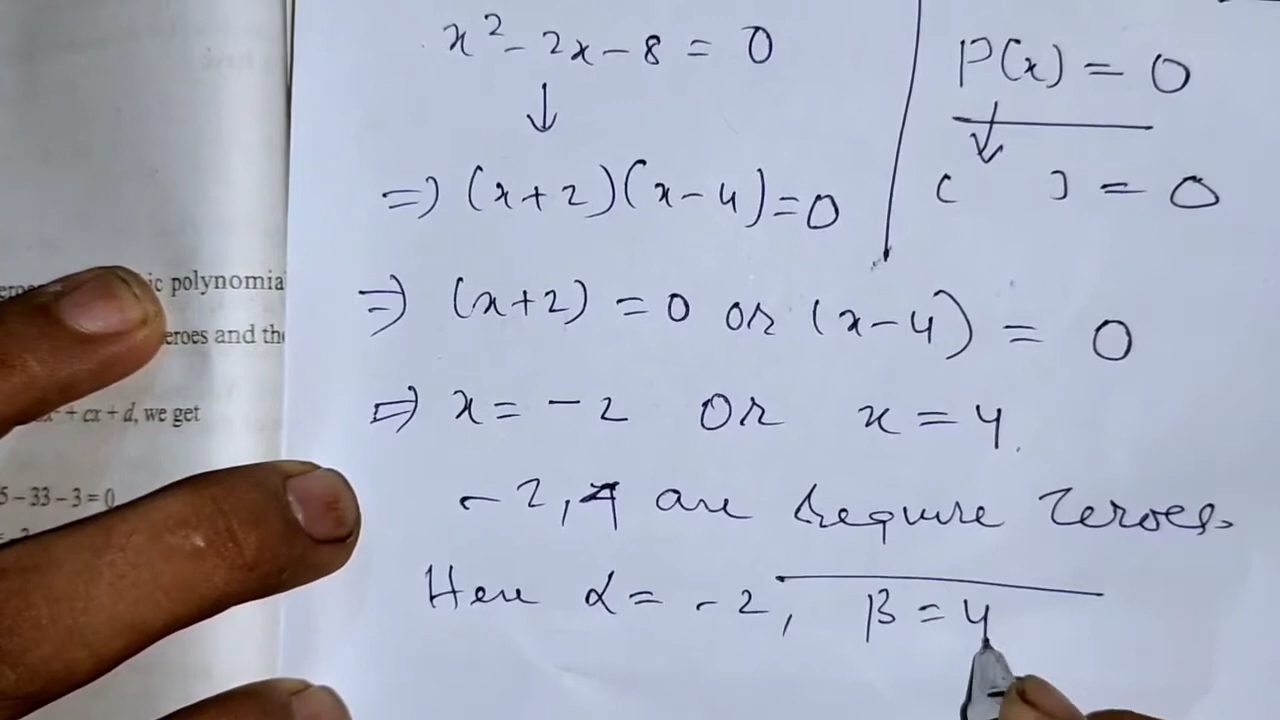 x² - 2x - 8 = 0
↓
⇒ (x+2)(x-4)=0
⇒ (x+2) = 0 or (x-4) = 0
⇒ x = -2 or x = 4.
-2, 4 are require zeroes.
Here α = -2, β = 4
P(x) = 0
↓
( ) = 0
ic polynomia
eroes and the
+ cx + d, we get
5 – 33 – 3 = 0